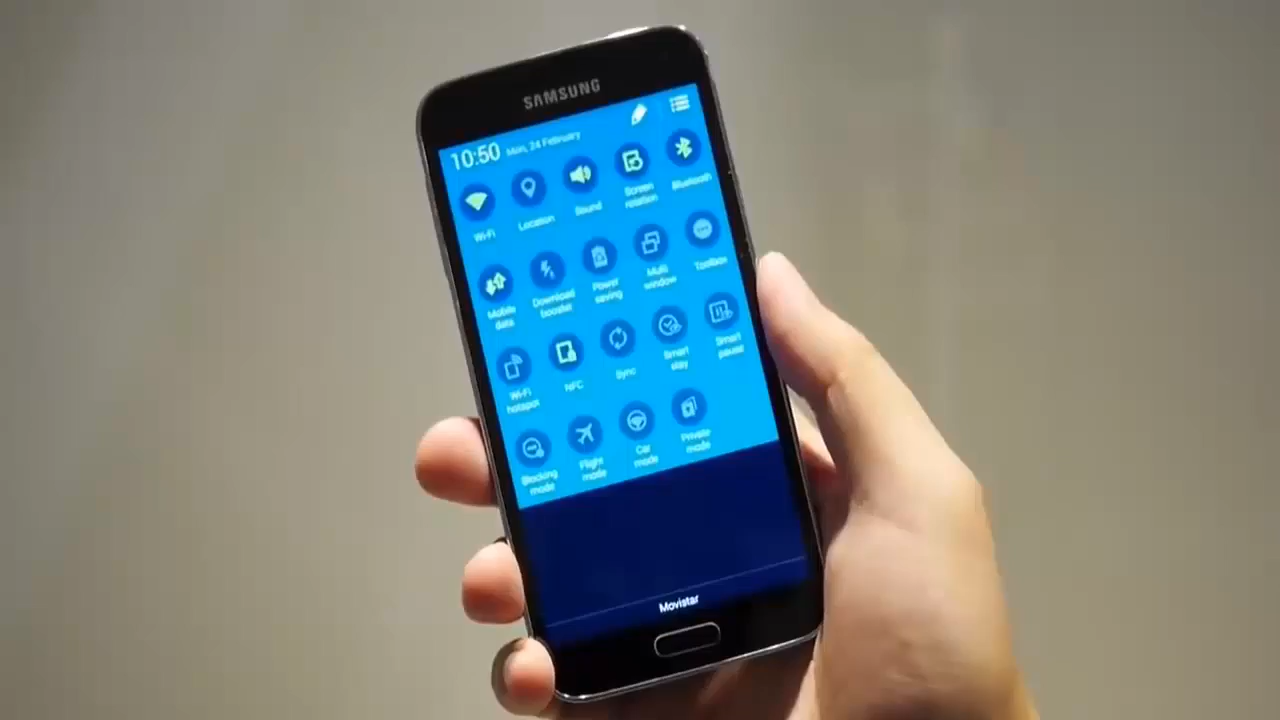 SAMSUNG
10:50 Mon, 24 February
Wi-Fi
Location
Sound
Screen
rotation
Bluetooth
Mobile
data
Download
booster
Power
saving
Multi
window
Toolbox
Wi-Fi
hotspot
NFC
Sync
Smart
stay
Smart
pause
Blocking
mode
Flight
mode
Car
mode
Private
mode
Movistar